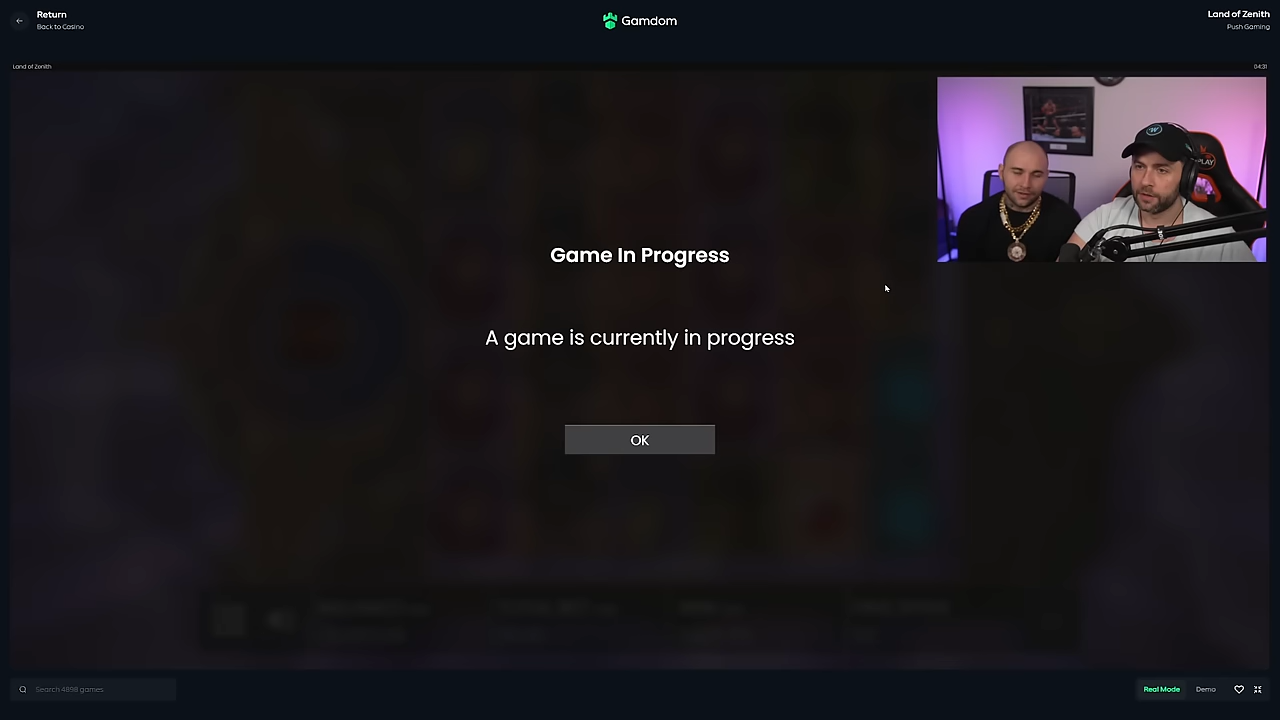 Return
Back to Casino
Gamdom
Land of Zenith
Push Gaming
Land of Zenith
04:31
Game In Progress
A game is currently in progress
OK
Search 4898 games
Real Mode
Demo